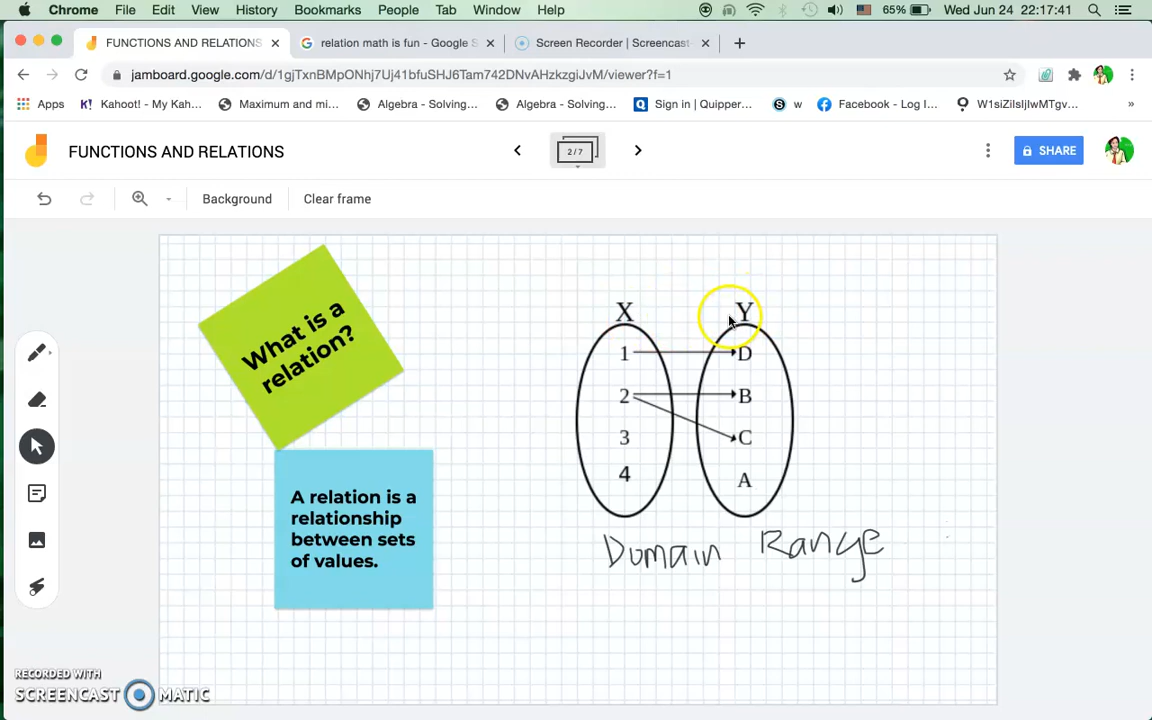 Chrome File Edit View History Bookmarks People Tab Window Help 65% Wed Jun 24 22:17:41
FUNCTIONS AND RELATIONS relation math is fun - Google S Screen Recorder | Screencast-
jamboard.google.com/d/1gjTxnBMpONhj7Uj41bfuSHJ6Tam742DNvAHzkzgiJvM/viewer?f=1
Apps Kahoot! - My Kah... Maximum and mi... Algebra - Solving... Algebra - Solving... Sign in | Quipper... w Facebook - Log I... W1siZiIsIjIwMTgv... »
FUNCTIONS AND RELATIONS 2/7 SHARE
Background Clear frame
What is a
relation?
X Y
1 D
2 B
3 C
4 A
Domain Range
A relation is a
relationship
between sets
of values.
RECORDED WITH
SCREENCAST MATIC